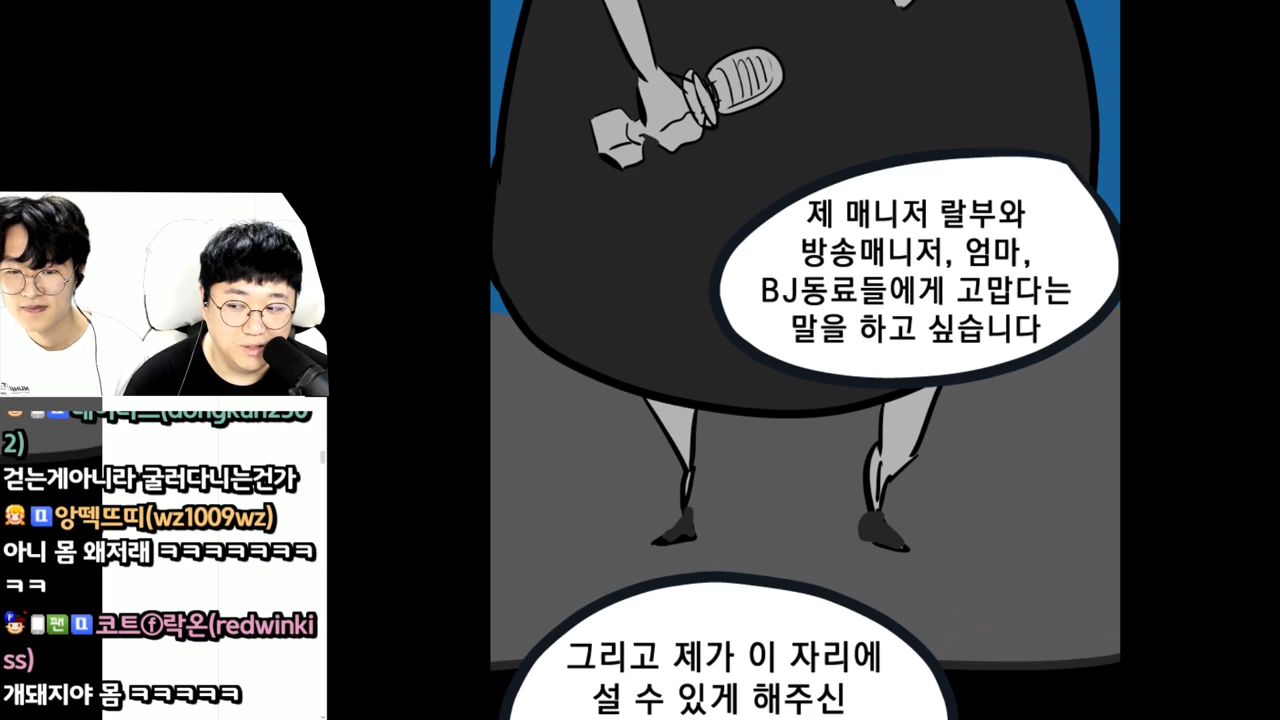 제 매니저 랄부와
방송매니저, 엄마,
BJ동료들에게 고맙다는
말을 하고 싶습니다
그리고 제가 이 자리에
설 수 있게 해주신
2)
걷는게아니라 굴러다니는건가
앙떽뜨띠(wz1009wz)
아니 몸 왜저래 ㅋㅋㅋㅋㅋㅋㅋ
ㅋㅋ
팬 코트ⓕ락온(redwinki
ss)
개돼지야 몸 ㅋㅋㅋㅋㅋ